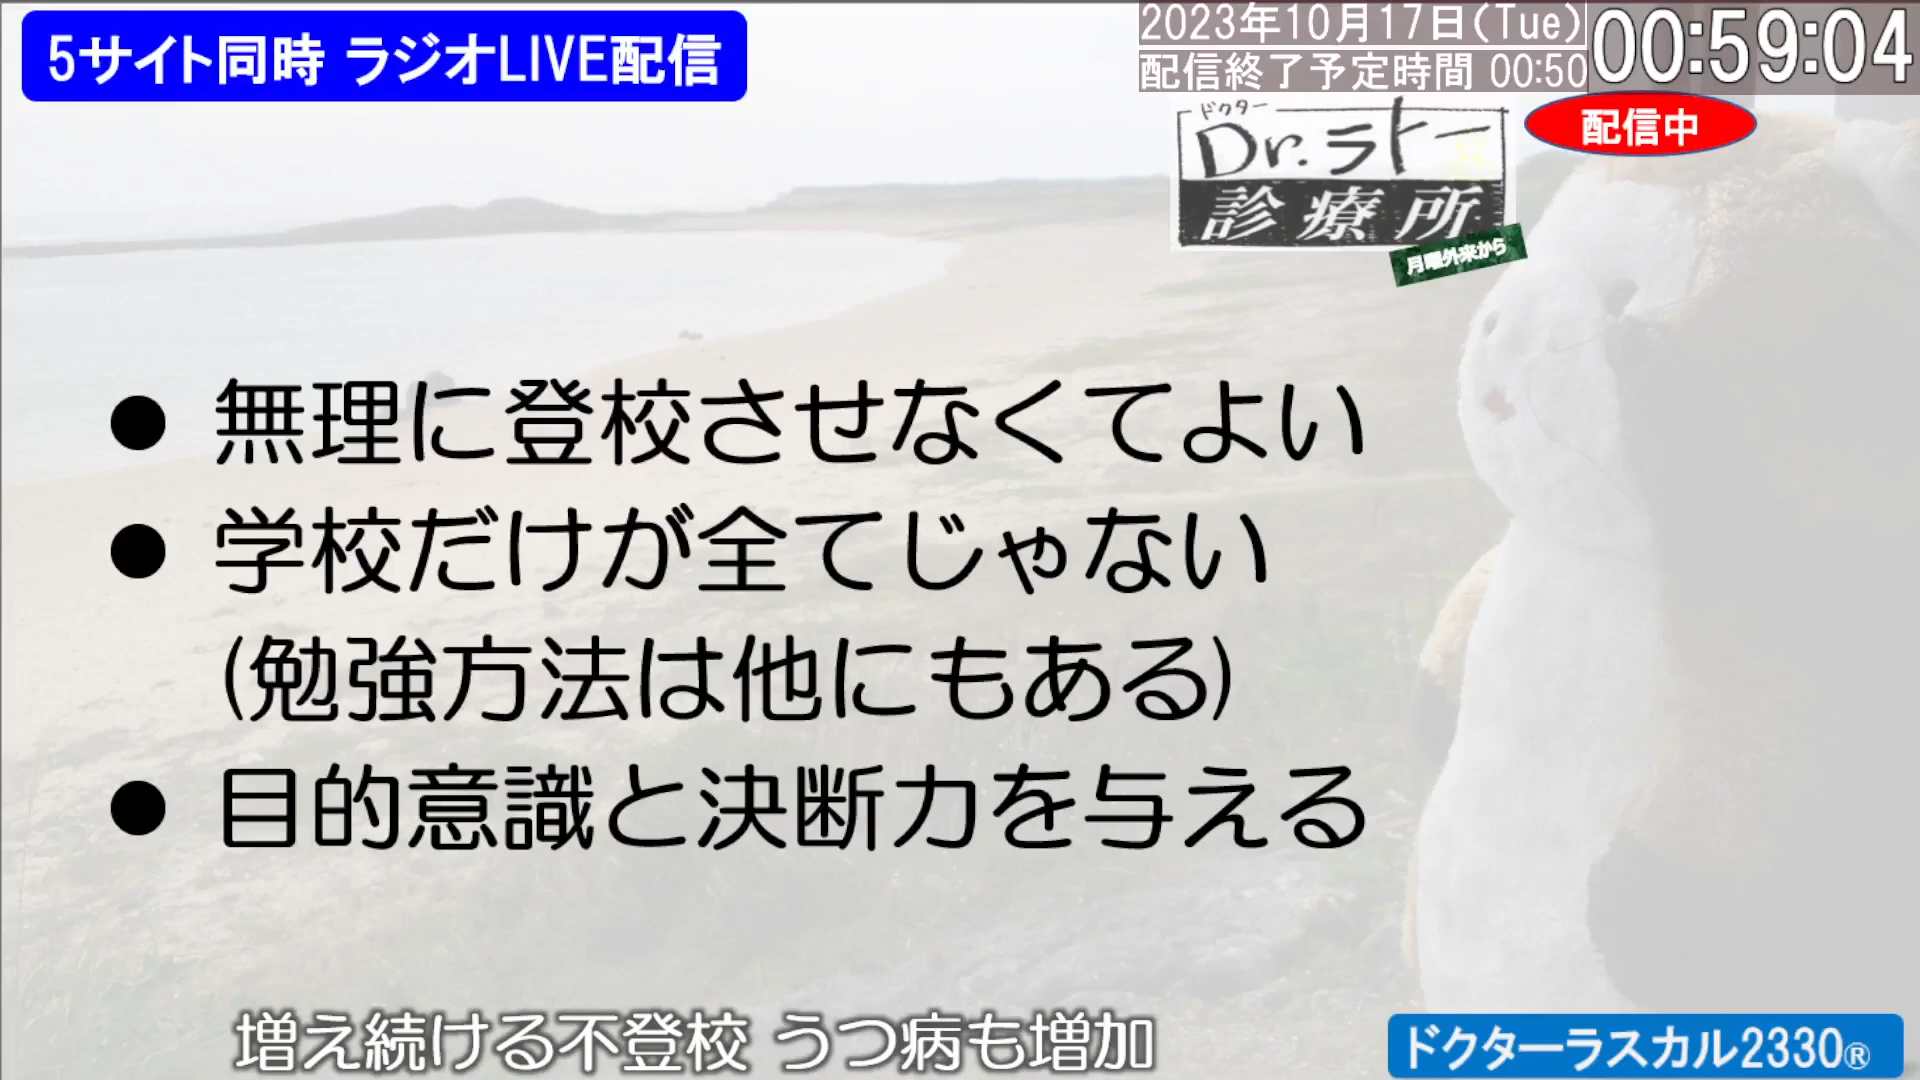 5サイト同時 ラジオLIVE配信
2023年10月17日(Tue)
00:59:04
配信終了予定時間 00:50
配信中
ドクター
Dr.ラトー
診療所
月曜外来から
● 無理に登校させなくてよい
● 学校だけが全てじゃない
(勉強方法は他にもある)
● 目的意識と決断力を与える
増え続ける不登校 うつ病も増加
ドクターラスカル2330®